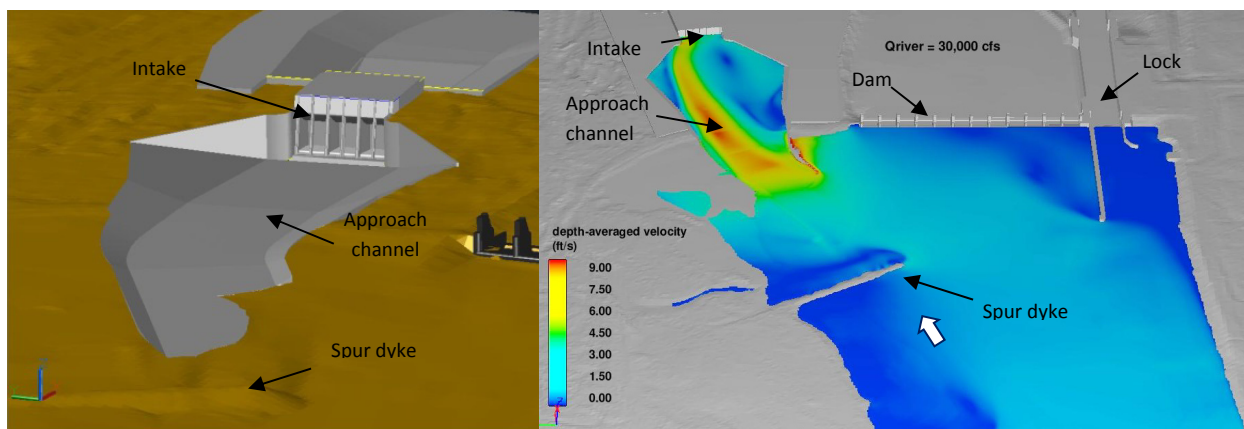 Intake
Approach
channel
Spur dyke
Intake
Qriver = 30,000 cfs
Lock
Dam
Approach
channel
depth-averaged velocity
(ft/s)
9.00
7.50
6.00
4.50
3.00
1.50
0.00
Spur dyke